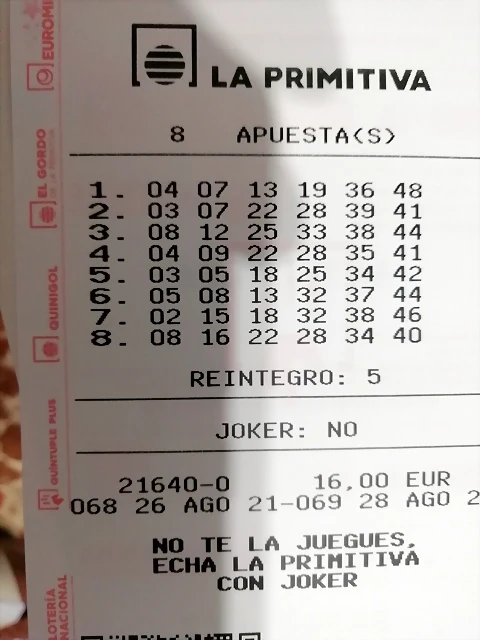 LA PRIMITIVA
8 APUESTA(S)
1. 04 07 13 19 36 48
2. 03 07 22 28 39 41
3. 08 12 25 33 38 44
4. 04 09 22 28 35 41
5. 03 05 18 25 34 42
6. 05 08 13 32 37 44
7. 02 15 18 32 38 46
8. 08 16 22 28 34 40
REINTEGRO: 5
JOKER: NO
21640-0 16,00 EUR
068 26 AGO 21-069 28 AGO 2
NO TE LA JUEGUES,
ECHA LA PRIMITIVA
CON JOKER
EUROMI
EL GORDO
QUINIGOL
QUÍNTUPLE PLUS
LOTERÍA
NACIONAL